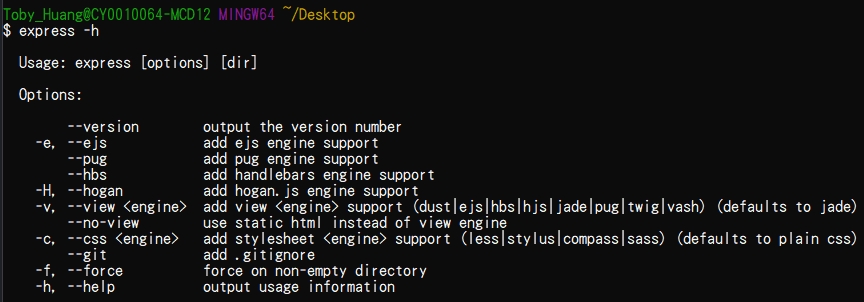 Toby_Huang@CY0010064-MCD12 MINGW64 ~/Desktop
$ express -h

  Usage: express [options] [dir]

  Options:

        --version        output the version number
    -e, --ejs            add ejs engine support
        --pug            add pug engine support
        --hbs            add handlebars engine support
    -H, --hogan          add hogan.js engine support
    -v, --view <engine>  add view <engine> support (dust|ejs|hbs|hjs|jade|pug|twig|vash) (defaults to jade)
        --no-view        use static html instead of view engine
    -c, --css <engine>   add stylesheet <engine> support (less|stylus|compass|sass) (defaults to plain css)
        --git            add .gitignore
    -f, --force          force on non-empty directory
    -h, --help           output usage information